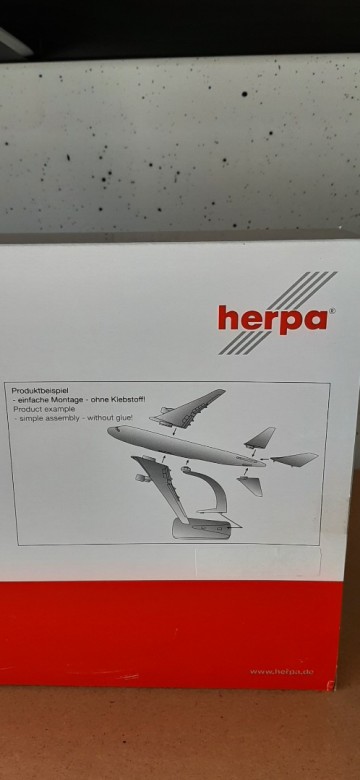 herpa®
Produktbeispiel
- einfache Montage - ohne Klebstoff!
Product example
- simple assembly - without glue!
www.herpa.de